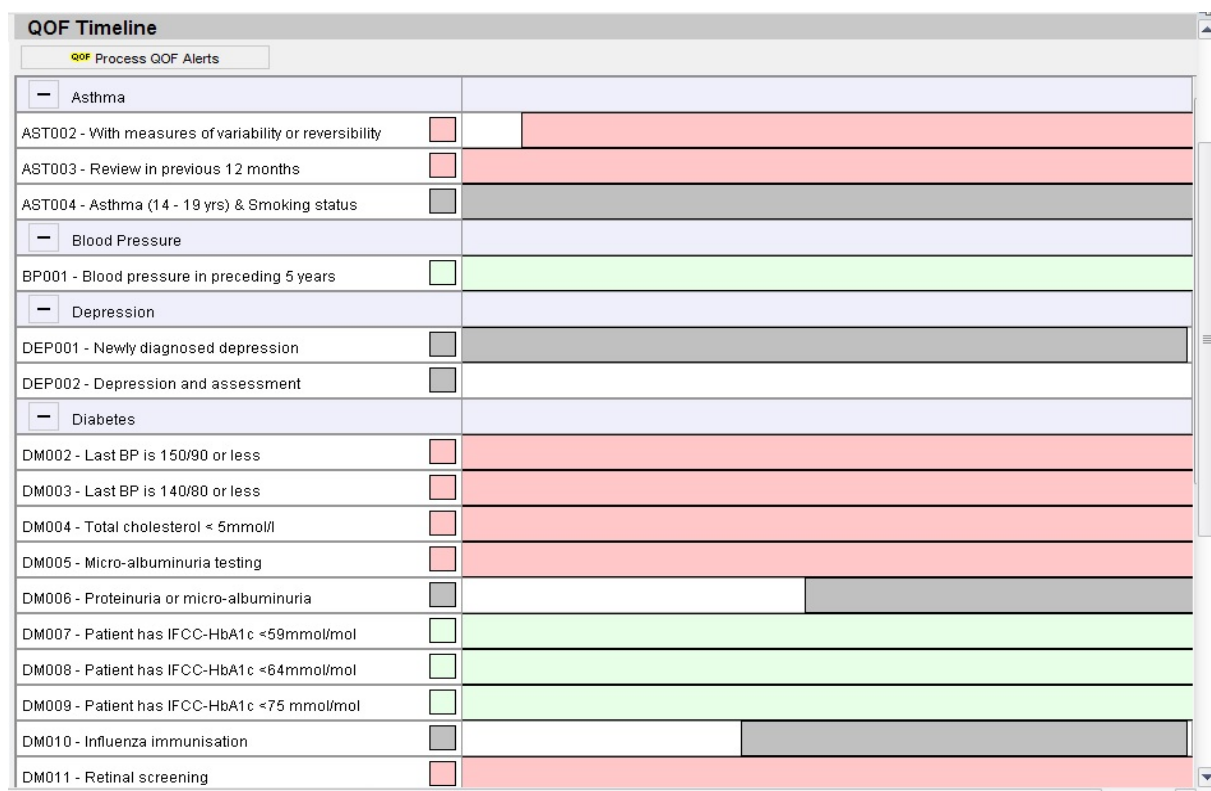 QOF Timeline
QOF Process QOF Alerts
Asthma
AST002 - With measures of variability or reversibility
AST003 - Review in previous 12 months
AST004 - Asthma (14 - 19 yrs) & Smoking status
Blood Pressure
BP001 - Blood pressure in preceding 5 years
Depression
DEP001 - Newly diagnosed depression
DEP002 - Depression and assessment
Diabetes
DM002 - Last BP is 150/90 or less
DM003 - Last BP is 140/80 or less
DM004 - Total cholesterol < 5mmol/l
DM005 - Micro-albuminuria testing
DM006 - Proteinuria or micro-albuminuria
DM007 - Patient has IFCC-HbA1c <59mmol/mol
DM008 - Patient has IFCC-HbA1c <64mmol/mol
DM009 - Patient has IFCC-HbA1c <75 mmol/mol
DM010 - Influenza immunisation
DM011 - Retinal screening